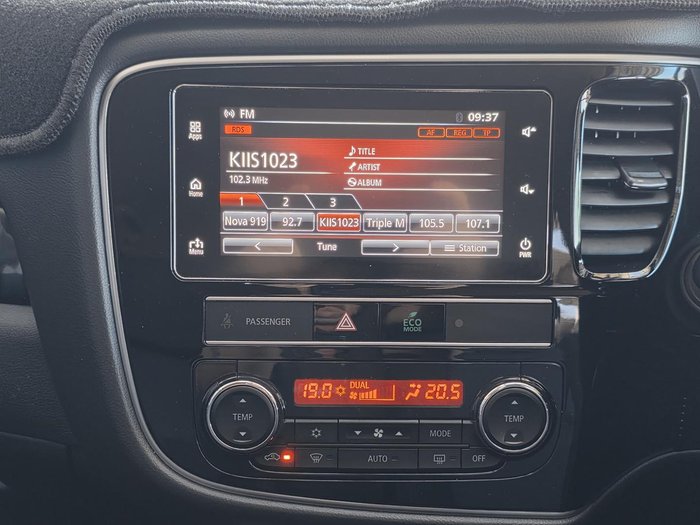 FM 09:37
Apps
RDS
AF REG TP
KIIS1023
102.3 MHz
TITLE
ARTIST
ALBUM
Home
1 2 3
Nova 919 92.7 KIIS1023 Triple M 105.5 107.1
< Tune > Station
Menu
PWR
PASSENGER
ECO
MODE
19.0 DUAL 20.5
TEMP
TEMP
MODE
AUTO
OFF